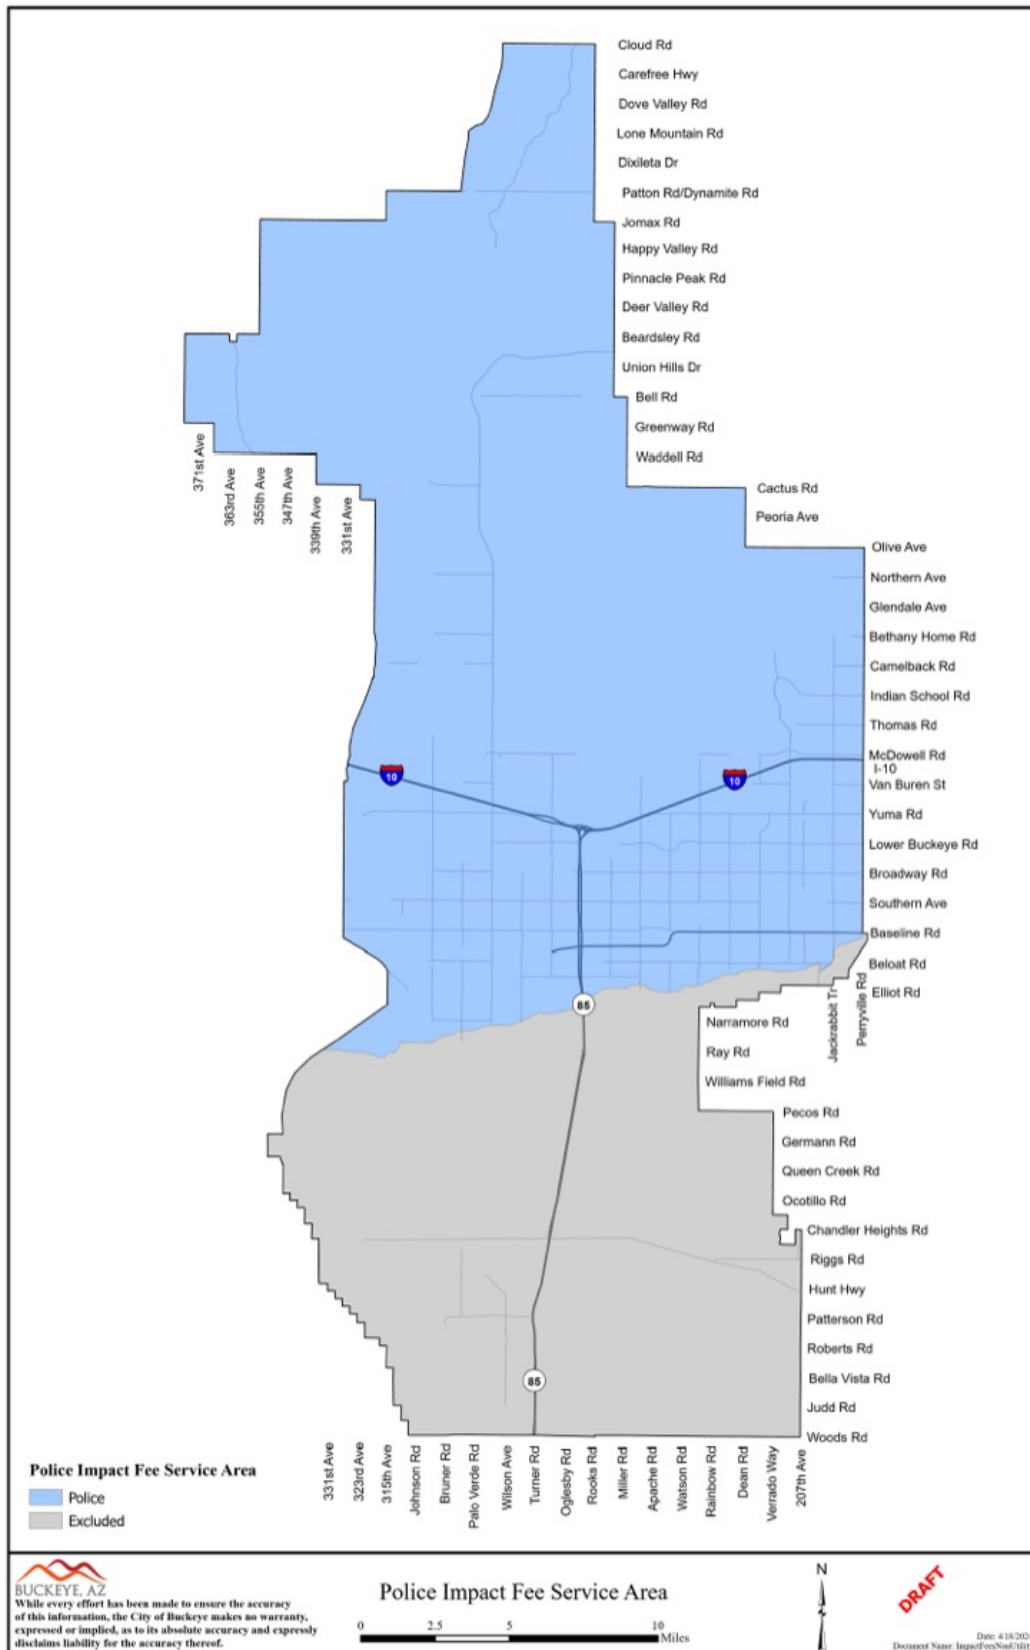 Cloud Rd
Carefree Hwy
Dove Valley Rd
Lone Mountain Rd
Dixileta Dr
Patton Rd/Dynamite Rd
Jomax Rd
Happy Valley Rd
Pinnacle Peak Rd
Deer Valley Rd
Beardsley Rd
Union Hills Dr
Bell Rd
Greenway Rd
Waddell Rd
Cactus Rd
Peoria Ave
Olive Ave
Northern Ave
Glendale Ave
Bethany Home Rd
Camelback Rd
Indian School Rd
Thomas Rd
McDowell Rd
I-10
Van Buren St
Yuma Rd
Lower Buckeye Rd
Broadway Rd
Southern Ave
Baseline Rd
Beloat Rd
Elliot Rd
371st Ave
363rd Ave
355th Ave
347th Ave
339th Ave
331st Ave
10
10
85
Jackrabbit Tr
Perryville Rd
Narramore Rd
Ray Rd
Williams Field Rd
Pecos Rd
Germann Rd
Queen Creek Rd
Ocotillo Rd
Chandler Heights Rd
Riggs Rd
Hunt Hwy
Patterson Rd
Roberts Rd
Bella Vista Rd
Judd Rd
Woods Rd
85
331st Ave
323rd Ave
315th Ave
Johnson Rd
Bruner Rd
Palo Verde Rd
Wilson Ave
Turner Rd
Oglesby Rd
Rooks Rd
Miller Rd
Apache Rd
Watson Rd
Rainbow Rd
Dean Rd
Verrado Way
207th Ave
Police Impact Fee Service Area
Police
Excluded
BUCKEYE, AZ
While every effort has been made to ensure the accuracy
of this information, the City of Buckeye makes no warranty,
expressed or implied, as to its absolute accuracy and expressly
disclaims liability for the accuracy thereof.
Police Impact Fee Service Area
0 2.5 5 10
Miles
N
DRAFT
Date: 4/18/202
Document Name: